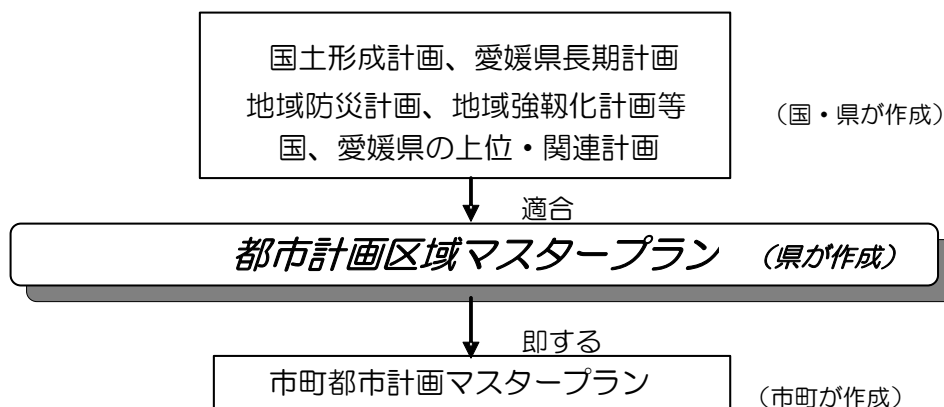 国土形成計画、愛媛県長期計画
地域防災計画、地域強靱化計画等
国、愛媛県の上位・関連計画
（国・県が作成）
適合
都市計画区域マスタープラン （県が作成）
即する
市町都市計画マスタープラン
（市町が作成）